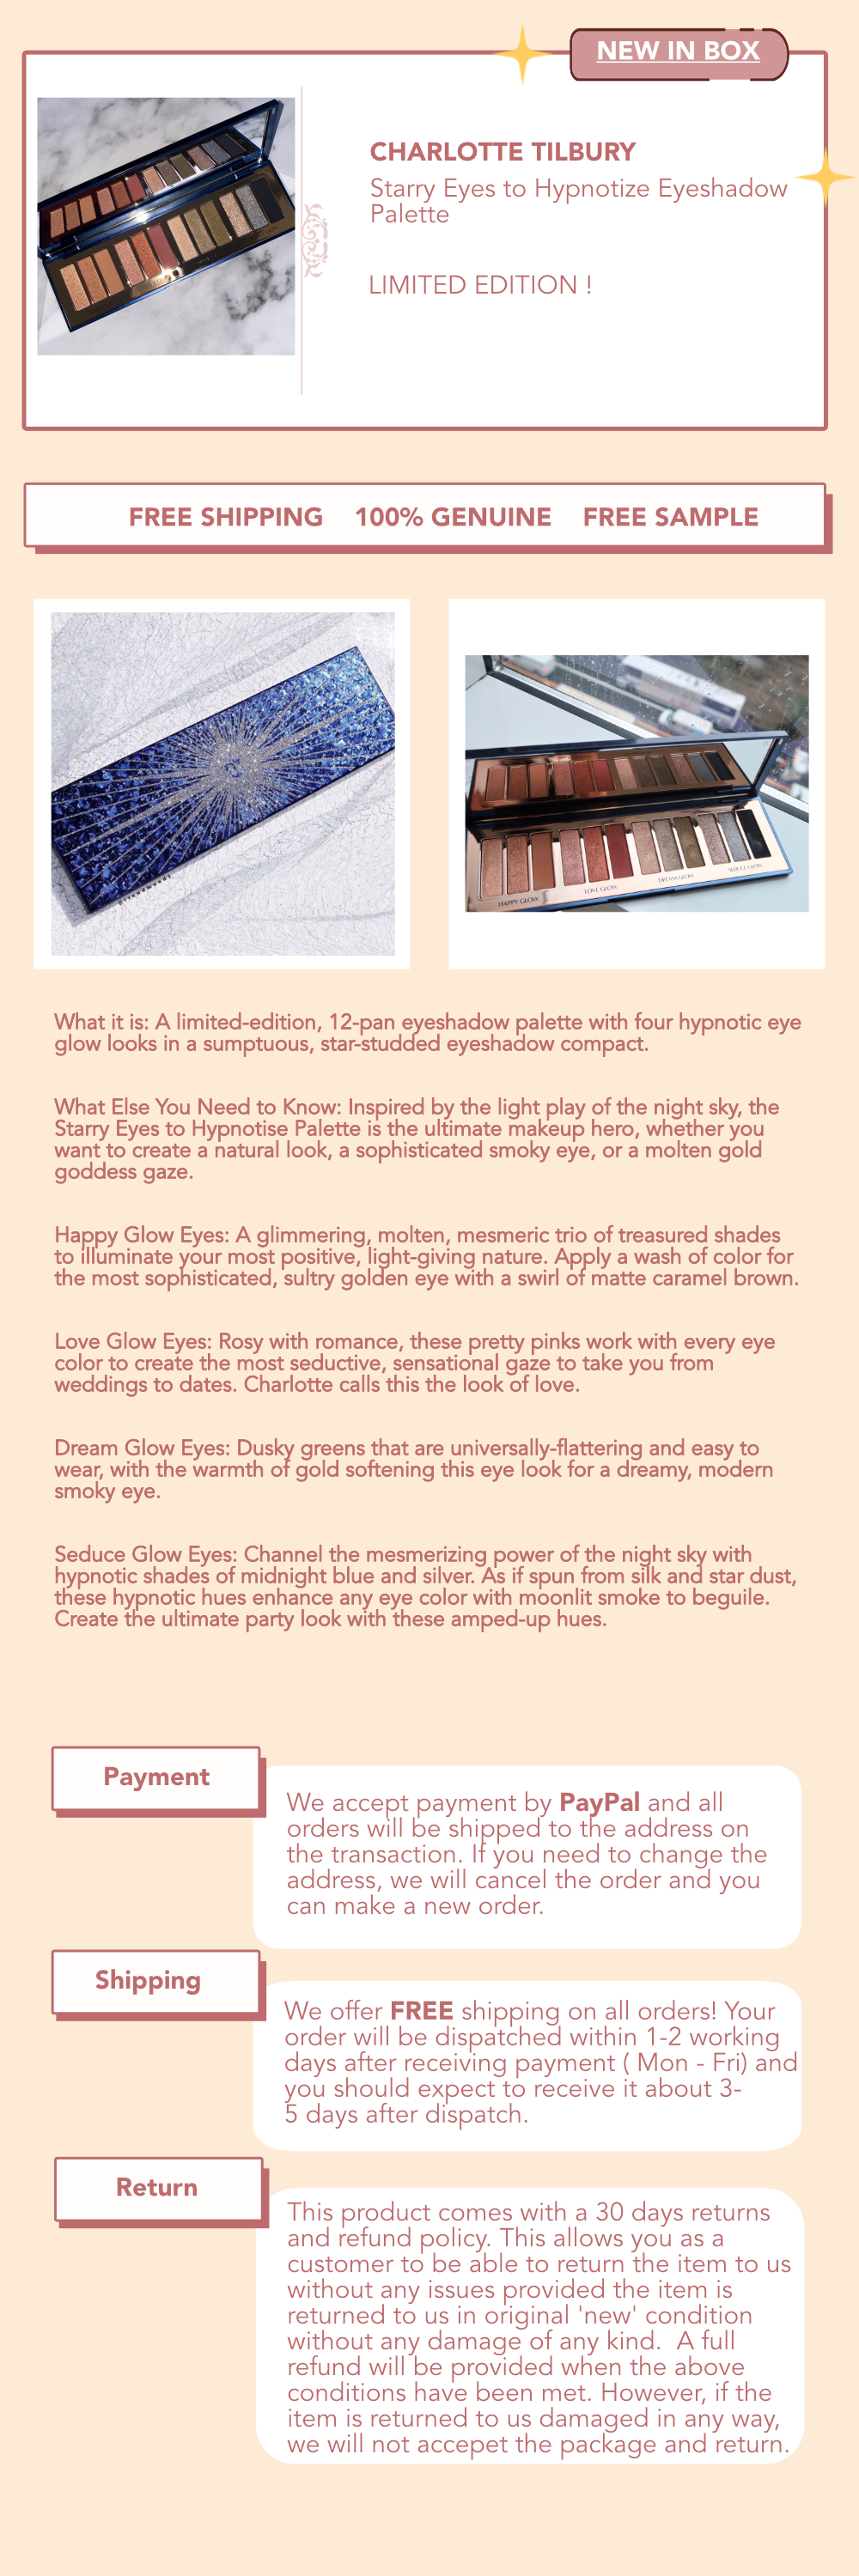 NEW IN BOX
CHARLOTTE TILBURY
Starry Eyes to Hypnotize Eyeshadow
Palette
LIMITED EDITION !
FREE SHIPPING 100% GENUINE FREE SAMPLE
HAPPY GLOW
LOVE GLOW
DREAM GLOW
SEDUCE GLOW
What it is: A limited-edition, 12-pan eyeshadow palette with four hypnotic eye
glow looks in a sumptuous, star-studded eyeshadow compact.
What Else You Need to Know: Inspired by the light play of the night sky, the
Starry Eyes to Hypnotise Palette is the ultimate makeup hero, whether you
want to create a natural look, a sophisticated smoky eye, or a molten gold
goddess gaze.
Happy Glow Eyes: A glimmering, molten, mesmeric trio of treasured shades
to illuminate your most positive, light-giving nature. Apply a wash of color for
the most sophisticated, sultry golden eye with a swirl of matte caramel brown.
Love Glow Eyes: Rosy with romance, these pretty pinks work with every eye
color to create the most seductive, sensational gaze to take you from
weddings to dates. Charlotte calls this the look of love.
Dream Glow Eyes: Dusky greens that are universally-flattering and easy to
wear, with the warmth of gold softening this eye look for a dreamy, modern
smoky eye.
Seduce Glow Eyes: Channel the mesmerizing power of the night sky with
hypnotic shades of midnight blue and silver. As if spun from silk and star dust,
these hypnotic hues enhance any eye color with moonlit smoke to beguile.
Create the ultimate party look with these amped-up hues.
Payment
We accept payment by PayPal and all
orders will be shipped to the address on
the transaction. If you need to change the
address, we will cancel the order and you
can make a new order.
Shipping
We offer FREE shipping on all orders! Your
order will be dispatched within 1-2 working
days after receiving payment ( Mon - Fri) and
you should expect to receive it about 3-
5 days after dispatch.
Return
This product comes with a 30 days returns
and refund policy. This allows you as a
customer to be able to return the item to us
without any issues provided the item is
returned to us in original 'new' condition
without any damage of any kind.  A full
refund will be provided when the above
conditions have been met. However, if the
item is returned to us damaged in any way,
we will not accepet the package and return.